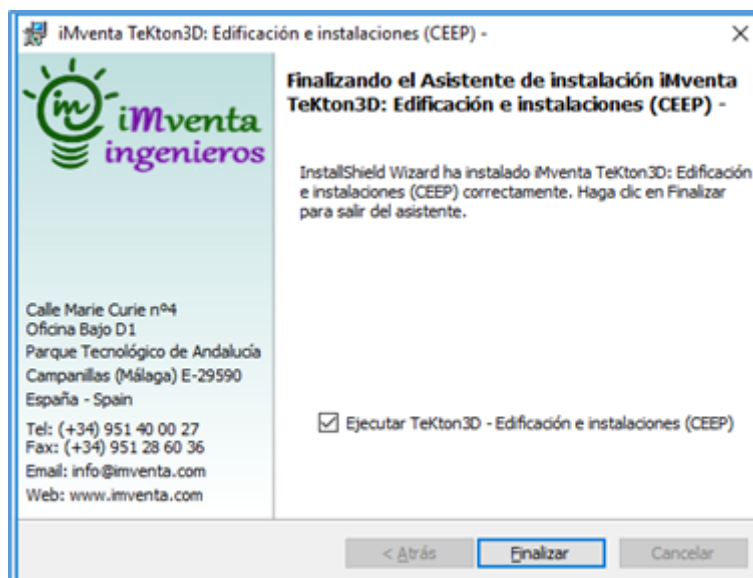 iMventa TeKton3D: Edificación e instalaciones (CEEP) -
im
iMventa
ingenieros
Finalizando el Asistente de instalación iMventa
TeKton3D: Edificación e instalaciones (CEEP) -
InstallShield Wizard ha instalado iMventa TeKton3D: Edificación
e instalaciones (CEEP) correctamente. Haga clic en Finalizar
para salir del asistente.
Calle Marie Curie nº4
Oficina Bajo D1
Parque Tecnológico de Andalucía
Campanillas (Málaga) E-29590
España - Spain
Tel: (+34) 951 40 00 27
Fax: (+34) 951 28 60 36
Email: info@imventa.com
Web: www.imventa.com
Ejecutar TeKton3D - Edificación e instalaciones (CEEP)
< Atrás
Finalizar
Cancelar